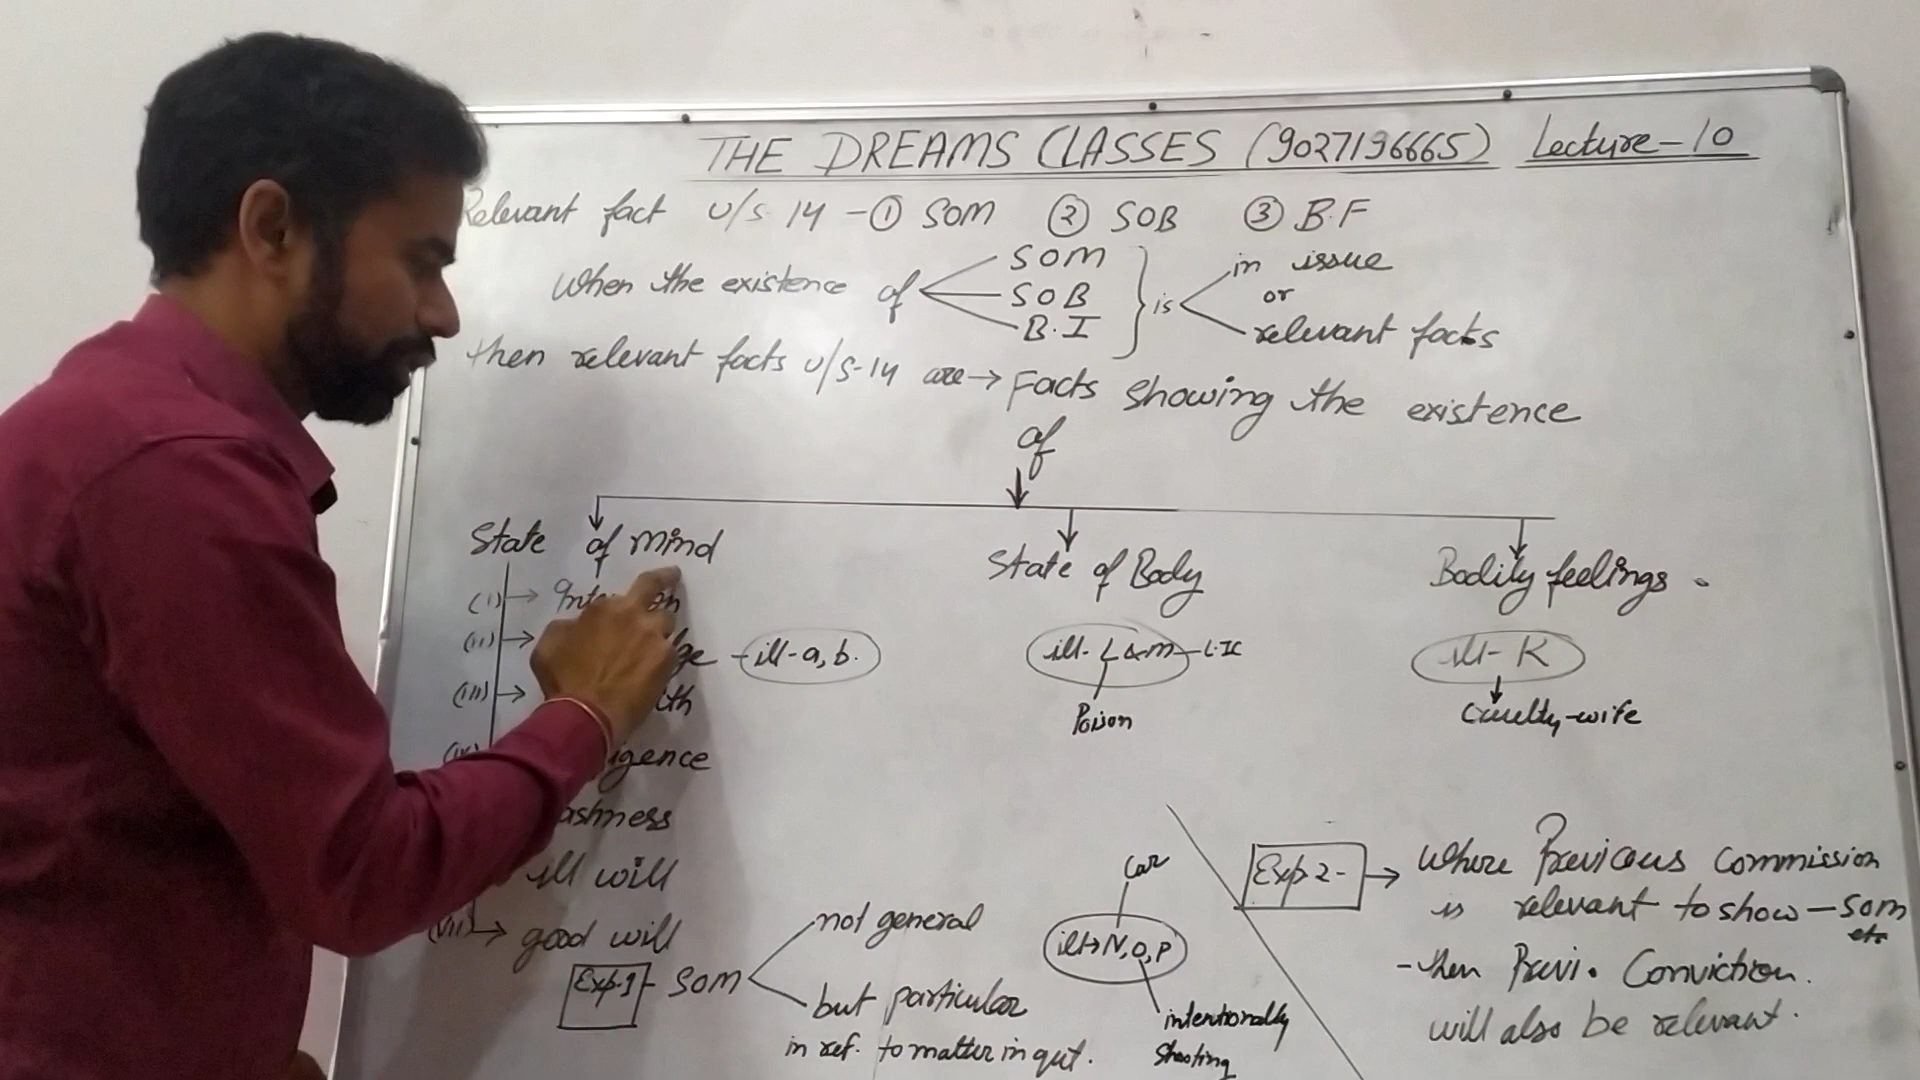 THE DREAMS CLASSES (9027196665) Lecture-10
Relevant fact U/S 14 - ① SOM ② SOB ③ B.F
When the existence of SOM SOB B.I } is in issue or relevant facts
then relevant facts U/S-14 are → Facts showing the existence
of
State of Mind
State of Body
Bodily feelings
(i) →
(ii) →
ill-a, b.
ill- L & M - LIC
ill- K
(iii) →
Poison
Cruelty-wife
ill will
(vii) → good will
Exp.1 - SOM not general
but particular
in ref. to matter in qut.
Car
ill→ N, O, P
intentionally
Shooting
Exp 2- → Where Previous Commission
is relevant to show - SOM
etc
- then Previ. Conviction.
will also be relevant.